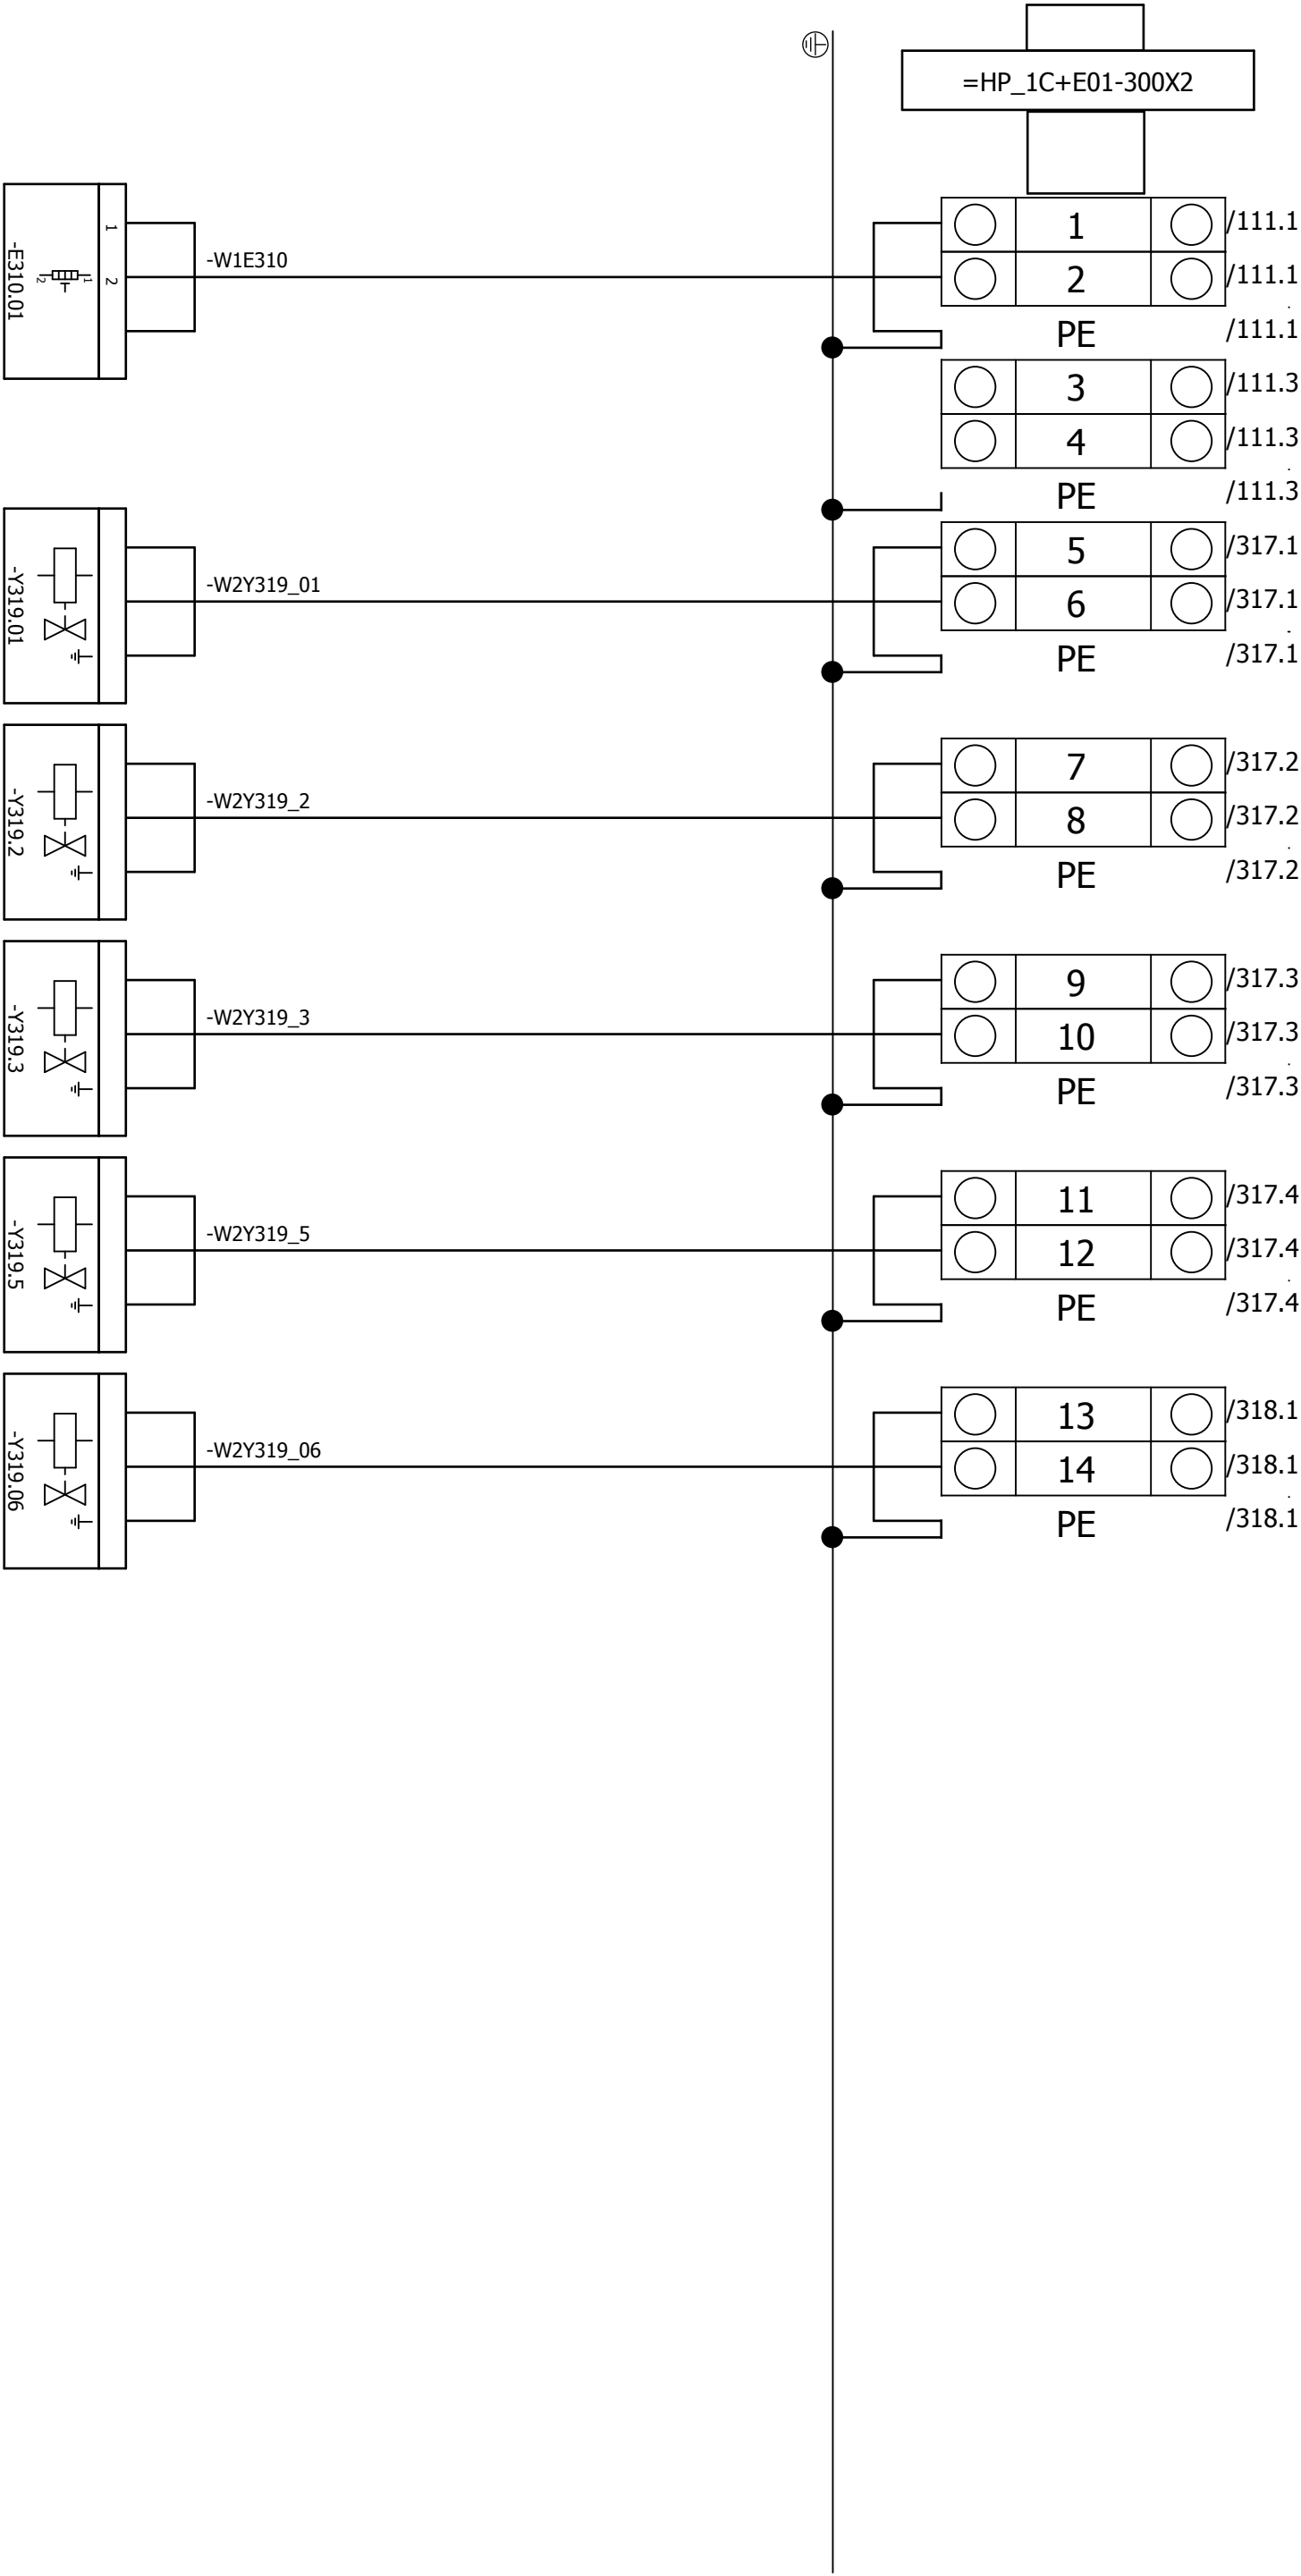 =HP_1C+E01-300X2
1 /111.1
-E310.01 1 2 1 2 -W1E310 2 /111.1
PE /111.1
3 /111.3
4 /111.3
PE /111.3
5 /317.1
-Y319.01 -W2Y319_01 6 /317.1
PE /317.1
7 /317.2
-Y319.2 -W2Y319_2 8 /317.2
PE /317.2
9 /317.3
-Y319.3 -W2Y319_3 10 /317.3
PE /317.3
11 /317.4
-Y319.5 -W2Y319_5 12 /317.4
PE /317.4
13 /318.1
-Y319.06 -W2Y319_06 14 /318.1
PE /318.1